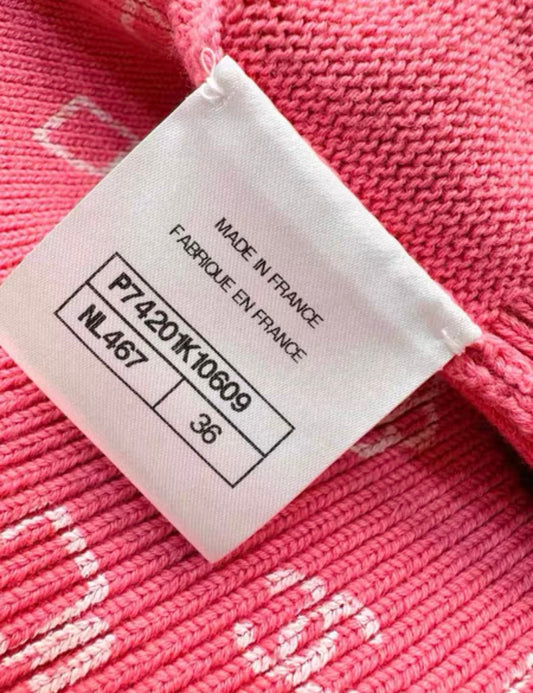 MADE IN FRANCE
FABRIQUE EN FRANCE
P74201K10609
NL467
36